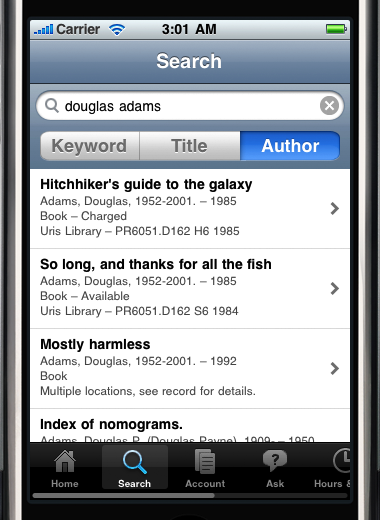 Carrier 3:01 AM
Search
douglas adams
Keyword Title Author
Hitchhiker's guide to the galaxy
Adams, Douglas, 1952-2001. – 1985
Book – Charged
Uris Library – PR6051.D162 H6 1985
So long, and thanks for all the fish
Adams, Douglas, 1952-2001. – 1985
Book – Available
Uris Library – PR6051.D162 S6 1984
Mostly harmless
Adams, Douglas, 1952-2001. – 1992
Book
Multiple locations, see record for details.
Index of nomograms.
Adams, Douglas P. (Douglas Payne), 1909- – 1950
Home Search Account Ask Hours &